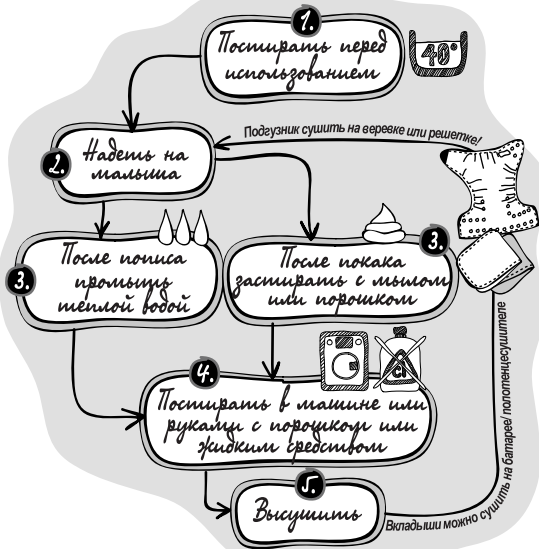 1.
Постирать перед
использованием
40°
Подгузник сушить на веревке или решетке!
2.
Надеть на
малыша
3.
После пописа
промыть
тёплой водой
3.
После покака
застирать с мылом
или порошком
4.
Cl
Постирать в машине или
руками с порошком или
жидким средством
5.
Высушить
Вкладыши можно сушить на батарее/ полотенцесушителе